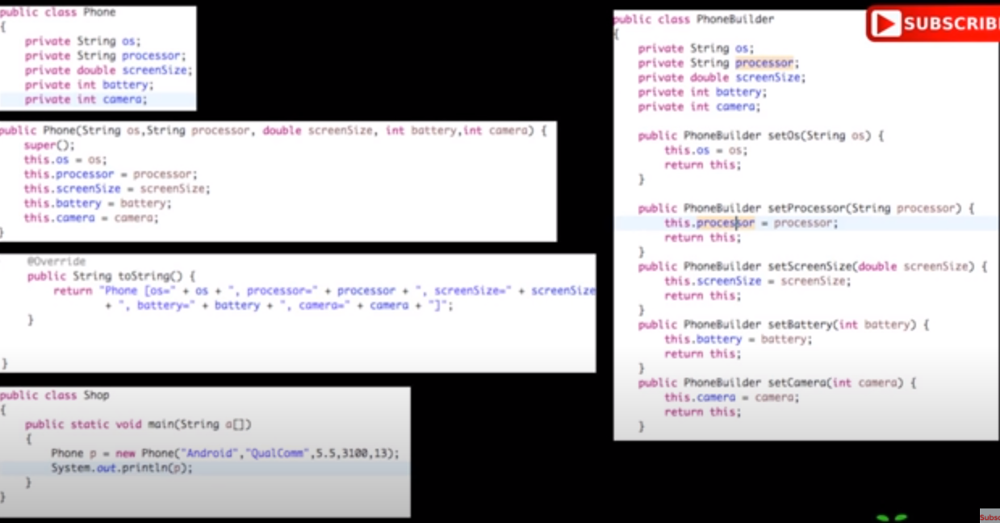 public class Phone
{
private String os;
private String processor;
private double screenSize;
private int battery;
private int camera;
public Phone(String os,String processor, double screenSize, int battery,int camera) {
super();
this.os = os;
this.processor = processor;
this.screenSize = screenSize;
this.battery = battery;
this.camera = camera;
}
@Override
public String toString() {
return "Phone [os=" + os + ", processor=" + processor + ", screenSize=" + screenSize
+ ", battery=" + battery + ", camera=" + camera + "]";
}
}
public class Shop
{
public static void main(String a[])
{
Phone p = new Phone("Android","QualComm",5.5,3100,13);
System.out.println(p);
}
}
public class PhoneBuilder
{
private String os;
private String processor;
private double screenSize;
private int battery;
private int camera;
public PhoneBuilder setOs(String os) {
this.os = os;
return this;
}
public PhoneBuilder setProcessor(String processor) {
this.processor = processor;
return this;
}
public PhoneBuilder setScreenSize(double screenSize) {
this.screenSize = screenSize;
return this;
}
public PhoneBuilder setBattery(int battery) {
this.battery = battery;
return this;
}
public PhoneBuilder setCamera(int camera) {
this.camera = camera;
return this;
}
SUBSCRIB
Subs